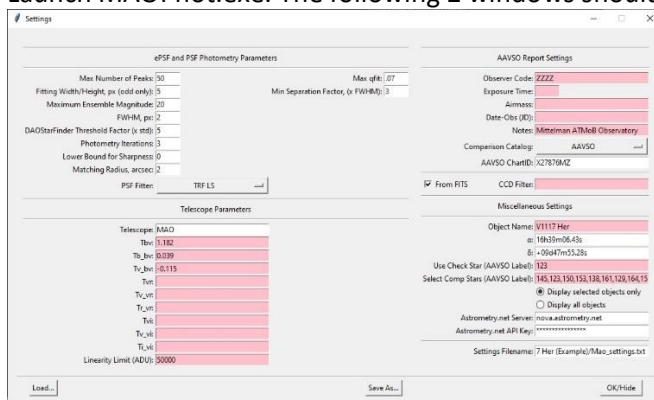 Settings
ePSF and PSF Photometry Parameters
Max Number of Peaks: 50
Max qfit: .07
Fitting Width/Height, px (odd only): 5
Min Separation Factor, (x FWHM): 3
Maximum Ensemble Magnitude: 20
FWHM, px: 2
DAOStarFinder Threshold Factor (x std): 5
Photometry Iterations: 3
Lower Bound for Sharpness: 0
Matching Radius, arcsec: 2
PSF Fitter: TRF LS
Telescope Parameters
Telescope: MAO
Tbv: 1.182
Tb_bv: 0.039
Tv_bv: -0.115
Tvr:
Tv_vr:
Tr_vr:
Tvi:
Tv_vi:
Ti_vi:
Linearity Limit (ADU): 50000
AAVSO Report Settings
Observer Code: ZZZZ
Exposure Time:
Airmass:
Date-Obs (JD):
Notes: Mittelman ATMoB Observatory
Comparison Catalog: AAVSO
AAVSO ChartID: X27876MZ
From FITS CCD Filter:
Miscellaneous Settings
Object Name: V1117 Her
α: 16h39m06.43s
δ: +09d47m55.28s
Use Check Star (AAVSO Label): 123
Select Comp Stars (AAVSO Label): 145,123,150,153,138,161,129,164,15
Display selected objects only
Display all objects
Astrometry.net Server: nova.astrometry.net
Astrometry.net API Key: ****************
Settings Filename: 7 Her (Example)/Mao_settings.txt
Load...
Save As...
OK/Hide